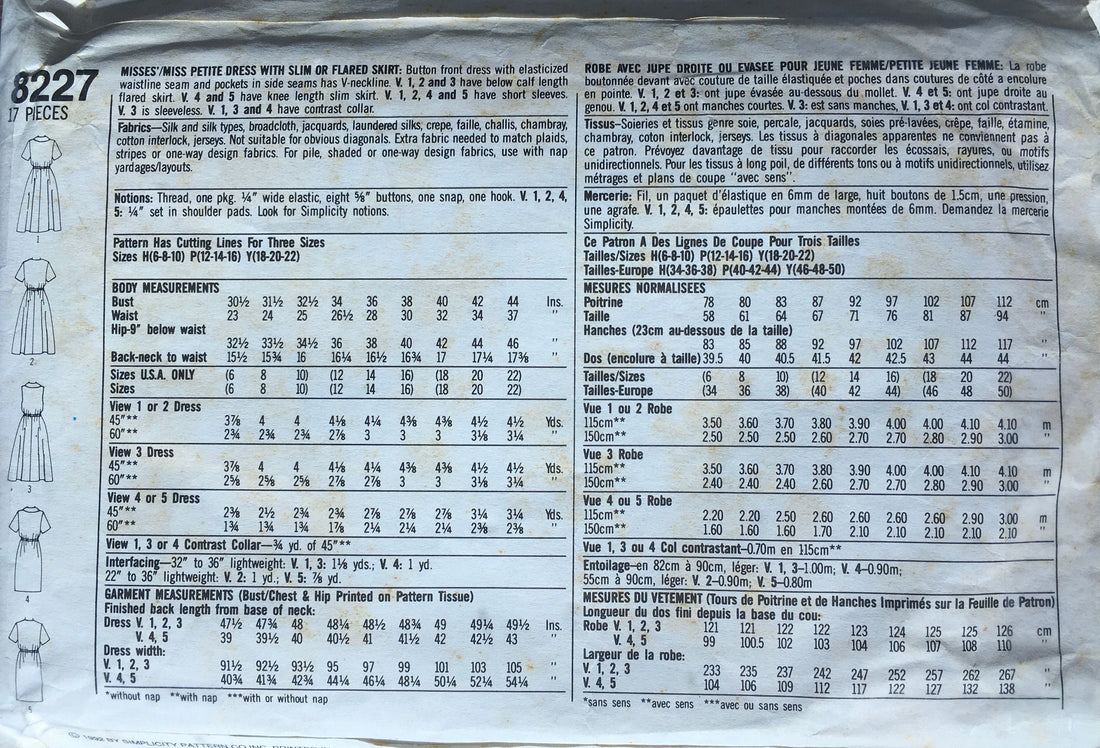 8227
17 PIECES
1
2
3
4
5
MISSES'/MISS PETITE DRESS WITH SLIM OR FLARED SKIRT: Button front dress with elasticized
waistline seam and pockets in side seams has V-neckline. V. 1, 2 and 3 have below calf length
flared skirt. V. 4 and 5 have knee length slim skirt. V. 1, 2, 4 and 5 have short sleeves.
V. 3 is sleeveless. V. 1, 3 and 4 have contrast collar.
Fabrics—Silk and silk types, broadcloth, jacquards, laundered silks, crepe, faille, challis, chambray,
cotton interlock, jerseys. Not suitable for obvious diagonals. Extra fabric needed to match plaids,
stripes or one-way design fabrics. For pile, shaded or one-way design fabrics, use with nap
yardages/layouts.
Notions: Thread, one pkg. ¼" wide elastic, eight ⅝" buttons, one snap, one hook. V. 1, 2, 4,
5: ¼" set in shoulder pads. Look for Simplicity notions.
Pattern Has Cutting Lines For Three Sizes
Sizes H(6-8-10) P(12-14-16) Y(18-20-22)
BODY MEASUREMENTS
Bust 30½ 31½ 32½ 34 36 38 40 42 44 Ins.
Waist 23 24 25 26½ 28 30 32 34 37 "
Hip-9" below waist
32½ 33½ 34½ 36 38 40 42 44 46 "
Back-neck to waist 15½ 15¾ 16 16¼ 16½ 16¾ 17 17¼ 17⅜ "
Sizes U.S.A. ONLY (6 8 10) (12 14 16) (18 20 22)
Sizes (6 8 10) (12 14 16) (18 20 22)
View 1 or 2 Dress
45"** 3⅞ 4 4 4⅛ 4¼ 4⅜ 4⅜ 4½ 4½ Yds.
60"** 2¾ 2¾ 2¾ 2⅞ 3 3 3 3⅛ 3¼ "
View 3 Dress
45"** 3⅞ 4 4 4⅛ 4¼ 4⅜ 4⅜ 4½ 4½ Yds.
60"** 2⅝ 2⅝ 2⅝ 2⅞ 2⅞ 3 3 3⅛ 3¼ "
View 4 or 5 Dress
45"** 2⅜ 2½ 2¾ 2¾ 2⅞ 2⅞ 2⅞ 3¼ 3¼ Yds.
60"** 1¾ 1¾ 1¾ 1⅞ 2¼ 2¼ 2¼ 2⅜ 2⅜ "
View 1, 3 or 4 Contrast Collar—¾ yd. of 45"**
Interfacing—32" to 36" lightweight: V. 1, 3: 1⅛ yds.; V. 4: 1 yd.
22" to 36" lightweight: V. 2: 1 yd.; V. 5: ⅞ yd.
GARMENT MEASUREMENTS (Bust/Chest & Hip Printed on Pattern Tissue)
Finished back length from base of neck:
Dress V. 1, 2, 3 47½ 47¾ 48 48¼ 48½ 48¾ 49 49¼ 49½ Ins.
V. 4, 5 39 39½ 40 40½ 41 41½ 42 42½ 43 "
Dress width:
V. 1, 2, 3 91½ 92½ 93½ 95 97 99 101 103 105 "
V. 4, 5 40¾ 41¾ 42¾ 44¼ 46¼ 48¼ 50¼ 52¼ 54¼ "
*without nap **with nap ***with or without nap
ROBE AVEC JUPE DROITE OU EVASEE POUR JEUNE FEMME/PETITE JEUNE FEMME: La robe
boutonnée devant avec couture de taille élastiquée et poches dans coutures de côté a encolure
en pointe. V. 1, 2 et 3: ont jupe évasée au-dessous du mollet. V. 4 et 5: ont jupe droite au
genou. V. 1, 2, 4 et 5 ont manches courtes. V. 3: est sans manches, V. 1, 3 et 4: ont col contrastant.
Tissus—Soieries et tissus genre soie, percale, jacquards, soies pré-lavées, crêpe, faille, étamine,
chambray, coton interlock, jerseys. Les tissus à diagonales apparentes ne conviennent pas à
ce patron. Prévoyez davantage de tissu pour raccorder les écossais, rayures, ou motifs
unidirectionnels. Pour les tissus à long poil, de différents tons ou à motifs unidirectionnels, utilisez
métrages et plans de coupe "avec sens".
Mercerie: Fil, un paquet d'élastique en 6mm de large, huit boutons de 1.5cm, une pression,
une agrafe. V. 1, 2, 4, 5: épaulettes pour manches montées de 6mm. Demandez la mercerie
Simplicity.
Ce Patron A Des Lignes De Coupe Pour Trois Tailles
Tailles/Sizes H(6-8-10) P(12-14-16) Y(18-20-22)
Tailles-Europe H(34-36-38) P(40-42-44) Y(46-48-50)
MESURES NORMALISEES
Poitrine 78 80 83 87 92 97 102 107 112 cm
Taille 58 61 64 67 71 76 81 87 94 "
Hanches (23cm au-dessous de la taille)
83 85 88 92 97 102 107 112 117 "
Dos (encolure à taille) 39.5 40 40.5 41.5 42 42.5 43 44 44 "
Tailles/Sizes (6 8 10) (12 14 16) (18 20 22)
Tailles-Europe (34 36 38) (40 42 44) (46 48 50)
Vue 1 ou 2 Robe
115cm** 3.50 3.60 3.70 3.80 3.90 4.00 4.00 4.10 4.10 m
150cm** 2.50 2.50 2.50 2.60 2.70 2.70 2.80 2.90 3.00 "
Vue 3 Robe
115cm** 3.50 3.60 3.70 3.80 3.90 4.00 4.00 4.10 4.10 m
150cm** 2.40 2.40 2.40 2.60 2.70 2.70 2.80 2.90 3.00 "
Vue 4 ou 5 Robe
115cm** 2.20 2.20 2.50 2.60 2.60 2.60 2.60 2.90 3.00 m
150cm** 1.60 1.60 1.60 1.70 2.10 2.10 2.10 2.10 2.10 "
Vue 1, 3 ou 4 Col contrastant—0.70m en 115cm**
Entoilage—en 82cm à 90cm, léger: V. 1, 3—1.00m; V. 4—0.90m;
55cm à 90cm, léger: V. 2—0.90m; V. 5—0.80m
MESURES DU VETEMENT (Tours de Poitrine et de Hanches Imprimés sur la Feuille de Patron)
Longueur du dos fini depuis la base du cou:
Robe V. 1, 2, 3 121 121 122 122 123 124 125 125 126 cm
V. 4, 5 99 100.5 102 103 104 106 107 108 110 "
Largeur de la robe:
V. 1, 2, 3 233 235 237 242 247 252 257 262 267 "
V. 4, 5 104 106 109 112 117 122 127 132 138 "
*sans sens **avec sens ***avec ou sans sens
© 1992 BY SIMPLICITY PATTERN CO INC.